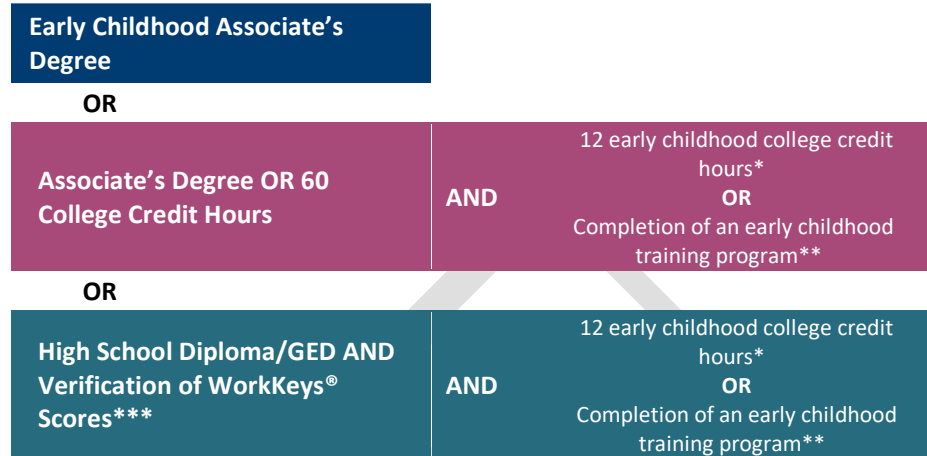 Early Childhood Associate’s
Degree
OR
Associate’s Degree OR 60
College Credit Hours
AND
12 early childhood college credit
hours*
OR
Completion of an early childhood
training program**
OR
High School Diploma/GED AND
Verification of WorkKeys®
Scores***
AND
12 early childhood college credit
hours*
OR
Completion of an early childhood
training program**